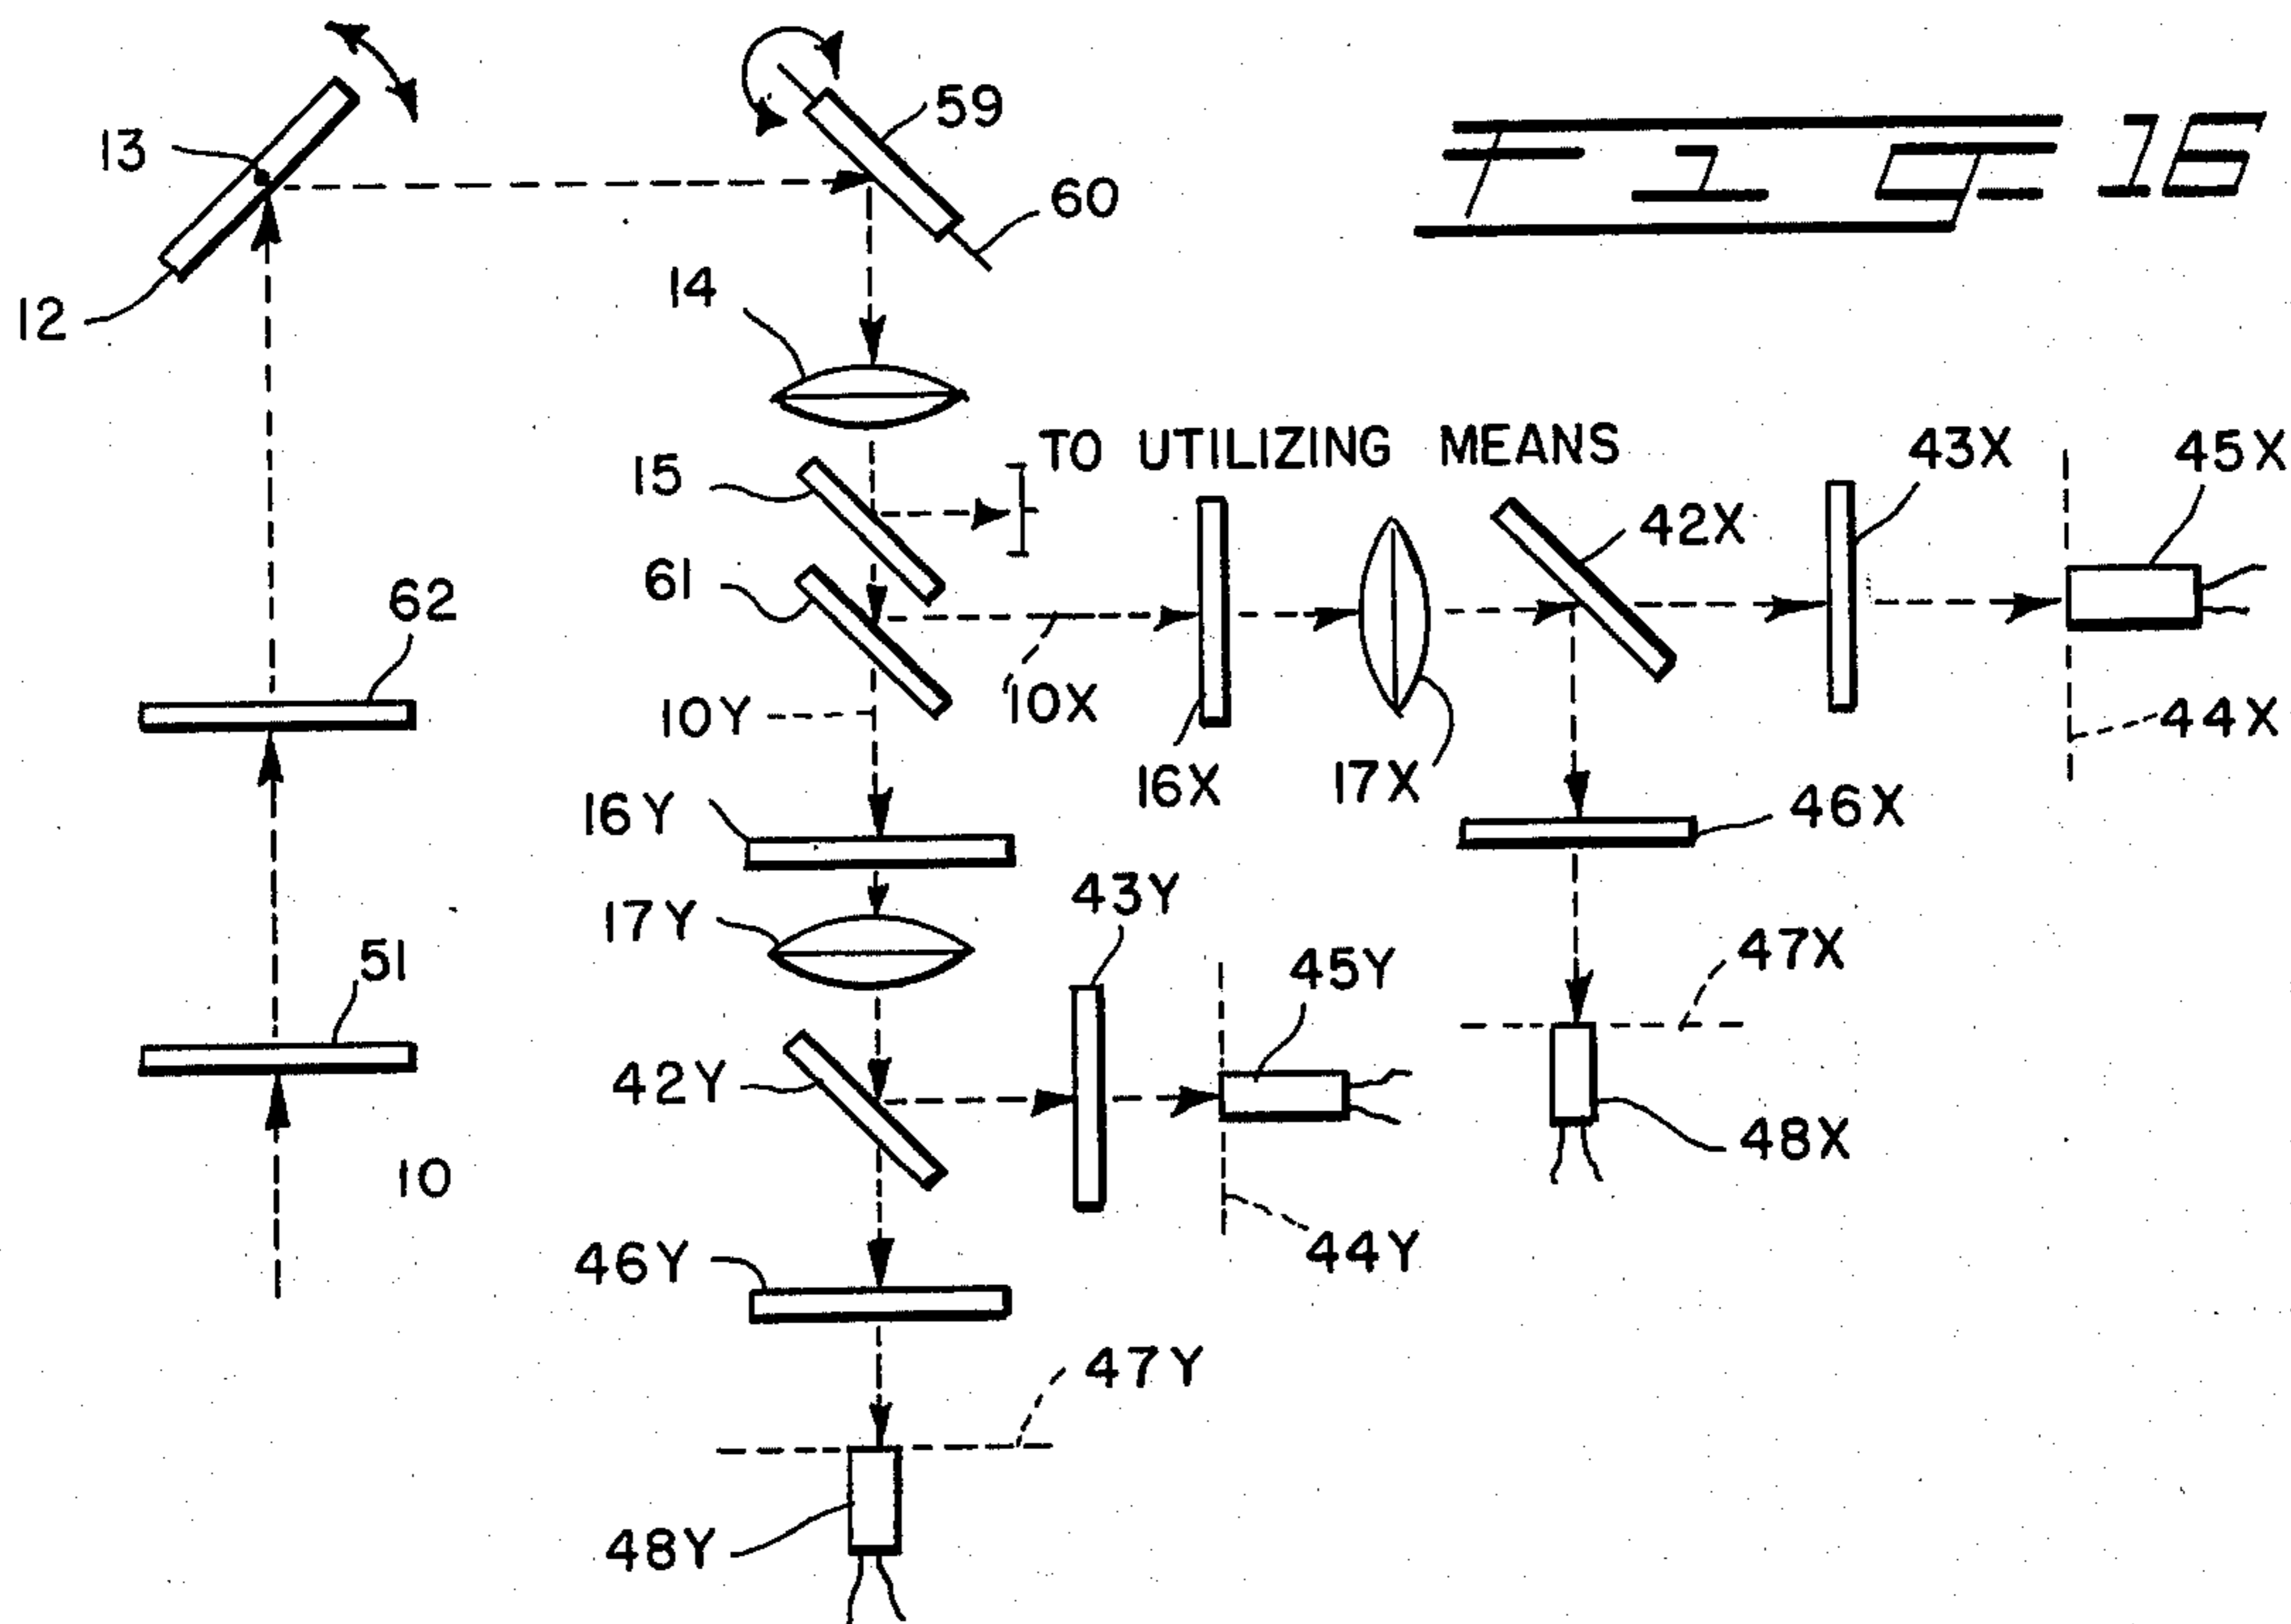 FIG-16
13
59
60
12
14
TO UTILIZING MEANS
15
43X
45X
42X
61
62
10Y
10X
44X
16X
17X
16Y
46X
43Y
17Y
47X
45Y
51
42Y
48X
10
44Y
46Y
47Y
48Y